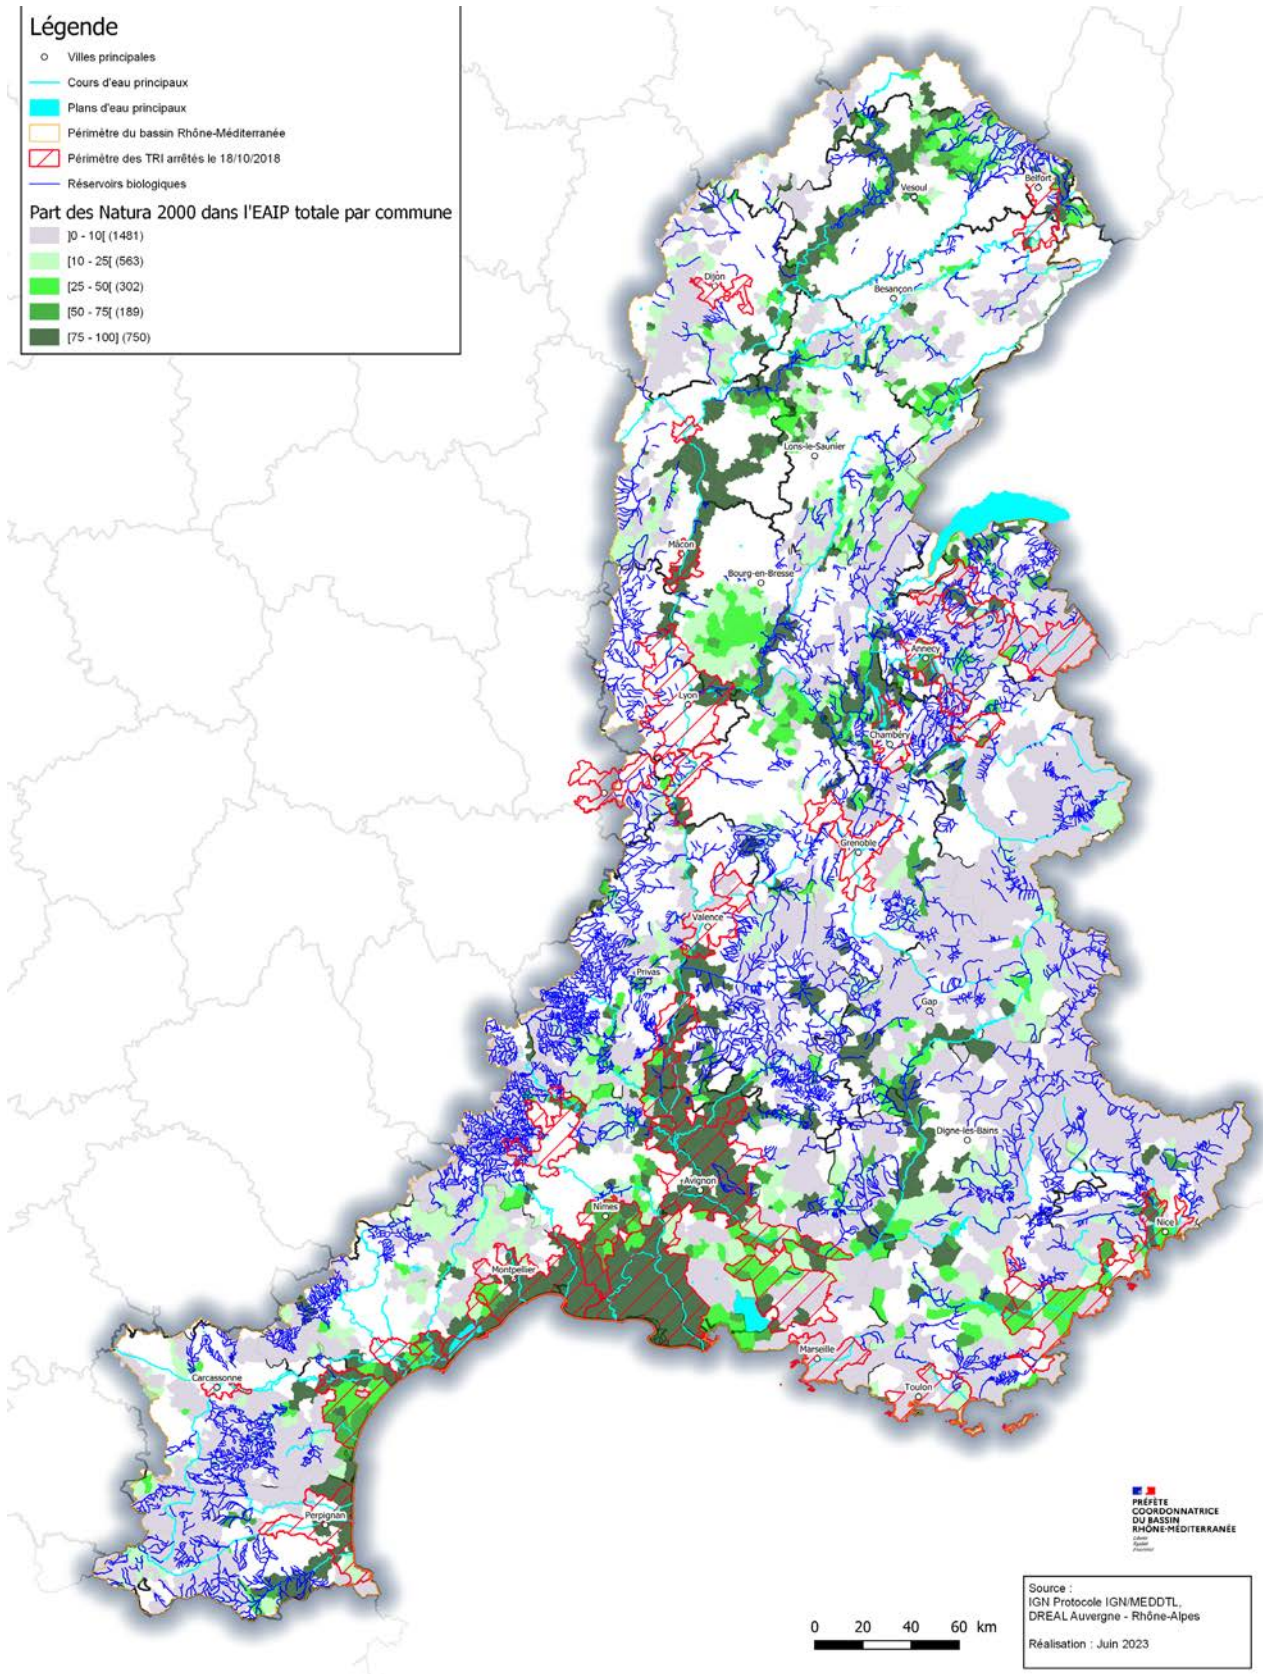 Légende
Villes principales
Cours d'eau principaux
Plans d'eau principaux
Périmètre du bassin Rhône-Méditerranée
Périmètre des TRI arrêtés le 18/10/2018
Réservoirs biologiques
Part des Natura 2000 dans l'EAIP totale par commune
]0 - 10[ (1481)
[10 - 25[ (563)
[25 - 50[ (302)
[50 - 75[ (189)
[75 - 100] (750)
Belfort
Vesoul
Dijon
Besançon
Lons-le-Saunier
Mâcon
Bourg-en-Bresse
Annecy
Lyon
Chambéry
Grenoble
Valence
Privas
Gap
Digne-les-Bains
Avignon
Nîmes
Nice
Montpellier
Marseille
Carcassonne
Toulon
Perpignan
PRÉFÈTE
COORDONNATRICE
DU BASSIN
RHÔNE-MÉDITERRANÉE
Liberté
Égalité
Fraternité
Source :
IGN Protocole IGN/MEDDTL,
DREAL Auvergne - Rhône-Alpes
Réalisation : Juin 2023
0 20 40 60 km